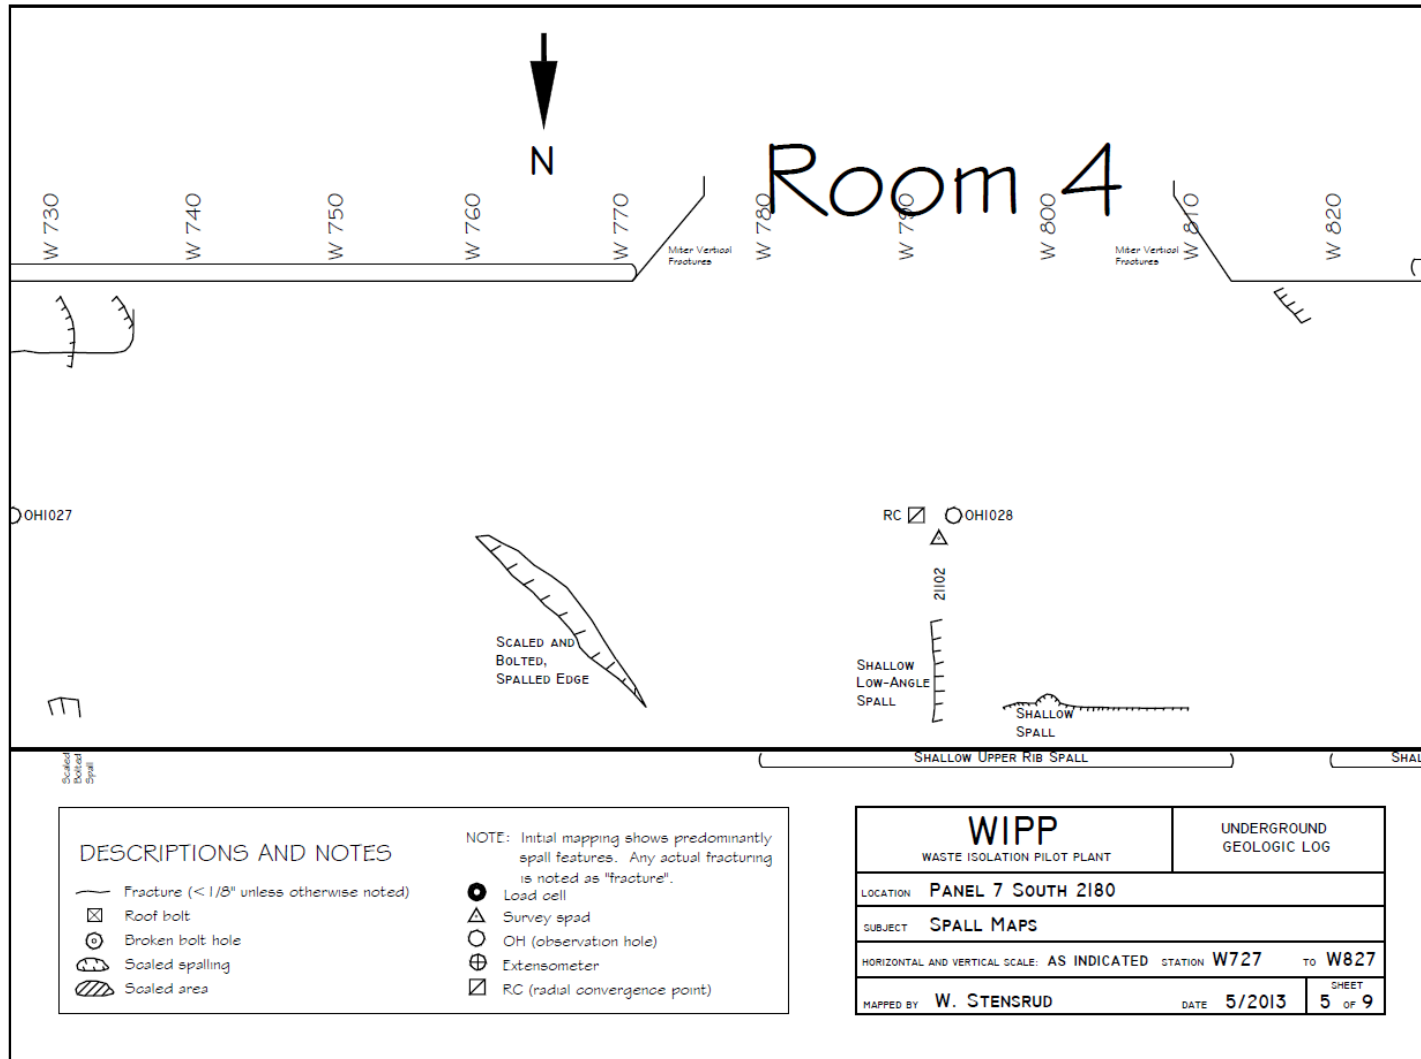 N
Room 4
W 730
W 740
W 750
W 760
W 770
W 780
W 790
W 800
W 810
W 820
Miter Vertical
Fractures
Miter Vertical
Fractures
OH1027
RC
OH1028
21102
SCALED AND
BOLTED,
SPALLED EDGE
SHALLOW
LOW-ANGLE
SPALL
SHALLOW
SPALL
Scaled
Bolted
Spall
SHALLOW UPPER RIB SPALL
SHAL
DESCRIPTIONS AND NOTES
Fracture (< 1/8" unless otherwise noted)
Roof bolt
Broken bolt hole
Scaled spalling
Scaled area
NOTE: Initial mapping shows predominantly
spall features. Any actual fracturing
is noted as "fracture".
Load cell
Survey spad
OH (observation hole)
Extensometer
RC (radial convergence point)
WIPP
WASTE ISOLATION PILOT PLANT
UNDERGROUND
GEOLOGIC LOG
LOCATION PANEL 7 SOUTH 2180
SUBJECT SPALL MAPS
HORIZONTAL AND VERTICAL SCALE: AS INDICATED STATION W727 TO W827
MAPPED BY W. STENSRUD DATE 5/2013
SHEET
5 OF 9